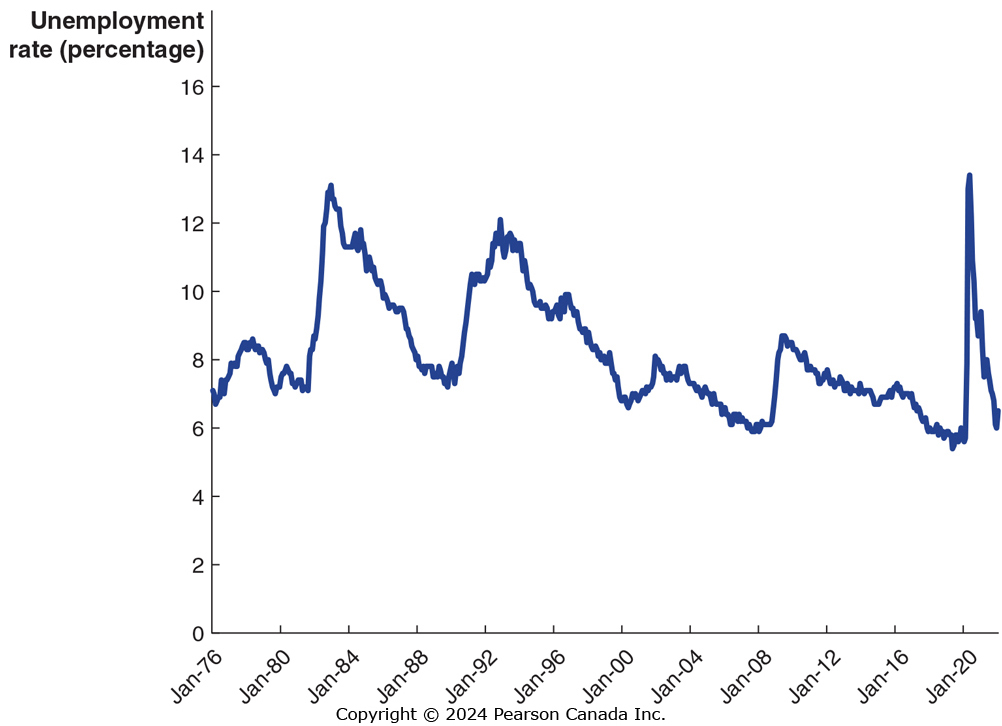 Unemployment
rate (percentage)
16
14
12
10
8
6
4
2
0
Jan-76
Jan-80
Jan-84
Jan-88
Jan-92
Jan-96
Jan-00
Jan-04
Jan-08
Jan-12
Jan-16
Jan-20
Copyright © 2024 Pearson Canada Inc.